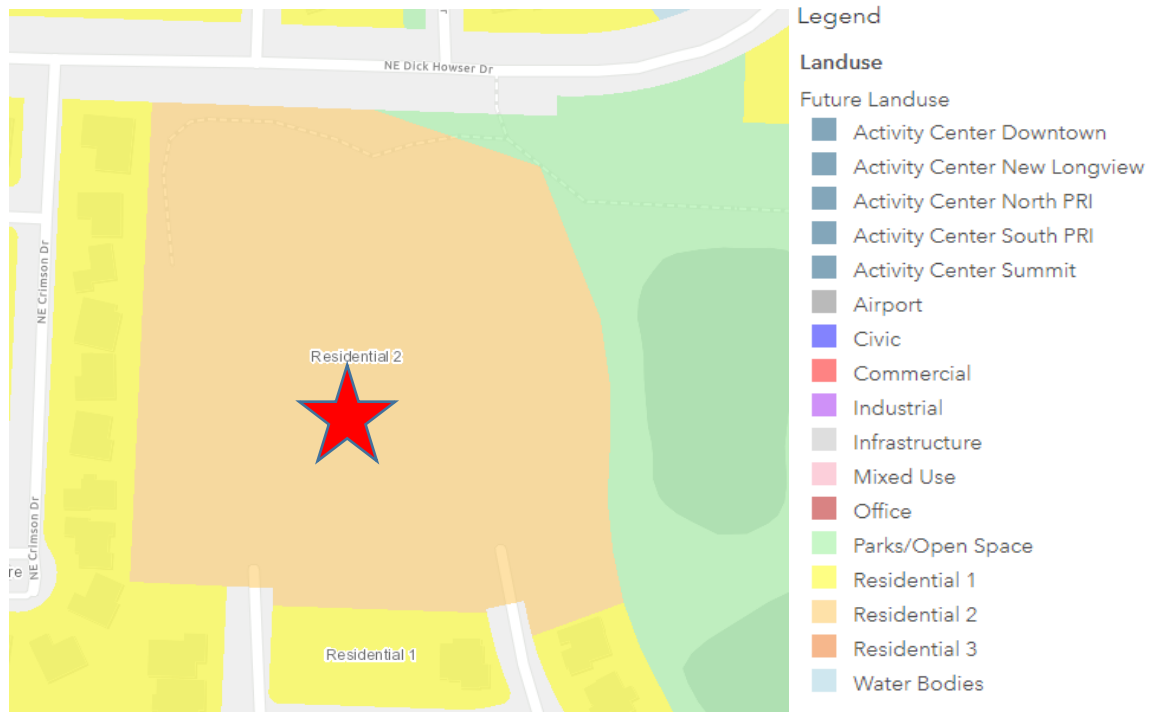 NE Dick Howser Dr
NE Crimson Dr
Residential 2
NE Crimson Dr
re
Residential 1
Legend
Landuse
Future Landuse
Activity Center Downtown
Activity Center New Longview
Activity Center North PRI
Activity Center South PRI
Activity Center Summit
Airport
Civic
Commercial
Industrial
Infrastructure
Mixed Use
Office
Parks/Open Space
Residential 1
Residential 2
Residential 3
Water Bodies